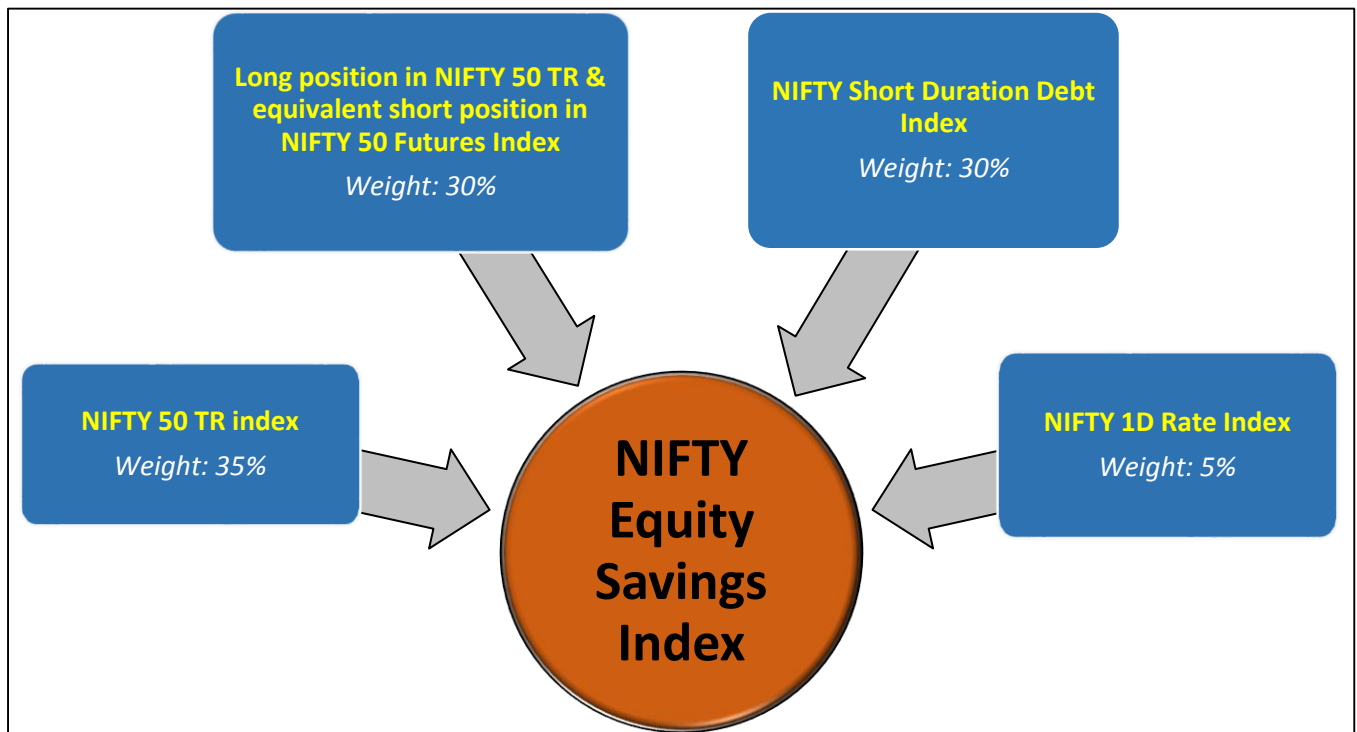 Long position in NIFTY 50 TR &
equivalent short position in
NIFTY 50 Futures Index
Weight: 30%
NIFTY Short Duration Debt
Index
Weight: 30%
NIFTY 50 TR index
Weight: 35%
NIFTY 1D Rate Index
Weight: 5%
NIFTY
Equity
Savings
Index